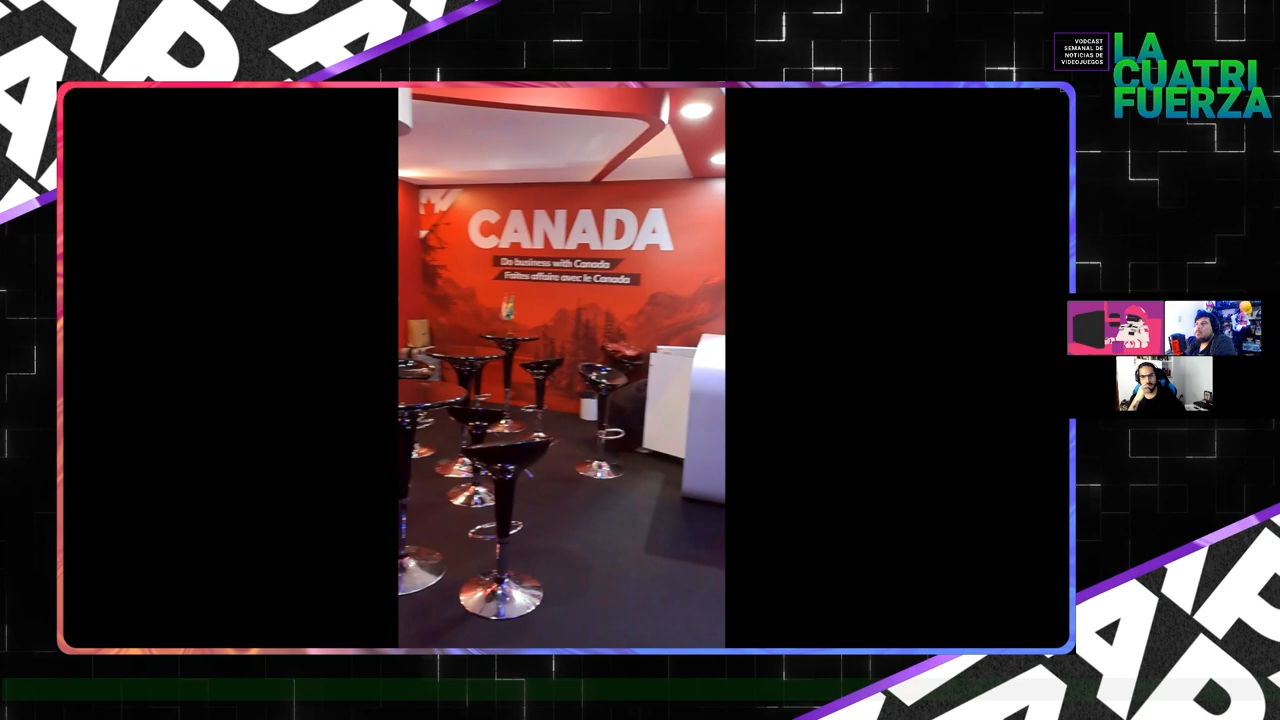 VODCAST
SEMANAL DE
NOTICIAS DE
VIDEOJUEGOS
LA
CUATRI
FUERZA
CANADA
Do business with Canada
Faites affaire avec le Canada